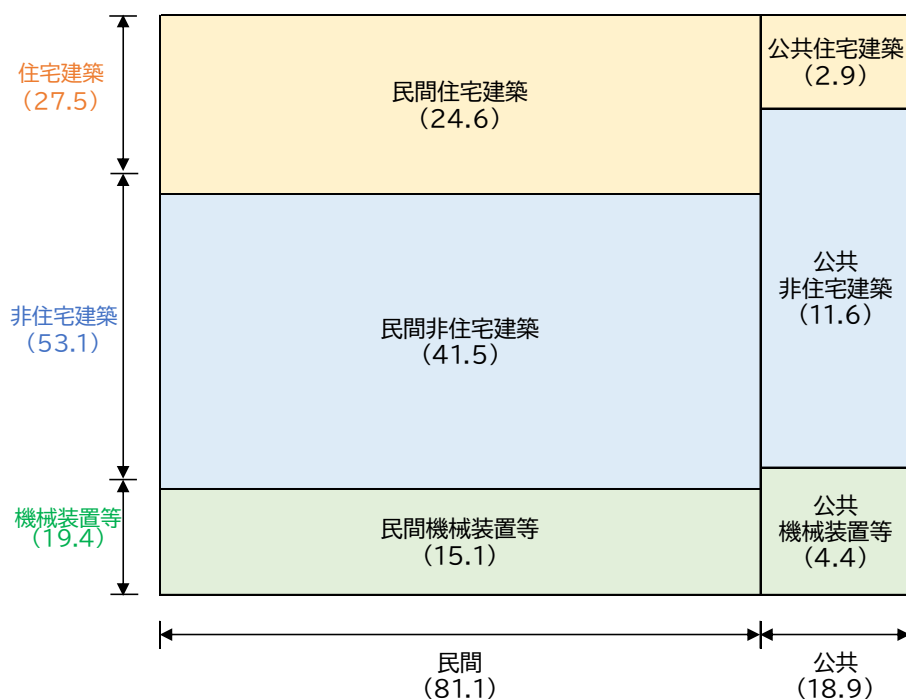 住宅建築
（27.5）
民間住宅建築
（24.6）
公共住宅建築
（2.9）
非住宅建築
（53.1）
民間非住宅建築
（41.5）
公共
非住宅建築
（11.6）
機械装置等
（19.4）
民間機械装置等
（15.1）
公共
機械装置等
（4.4）
民間
（81.1）
公共
（18.9）